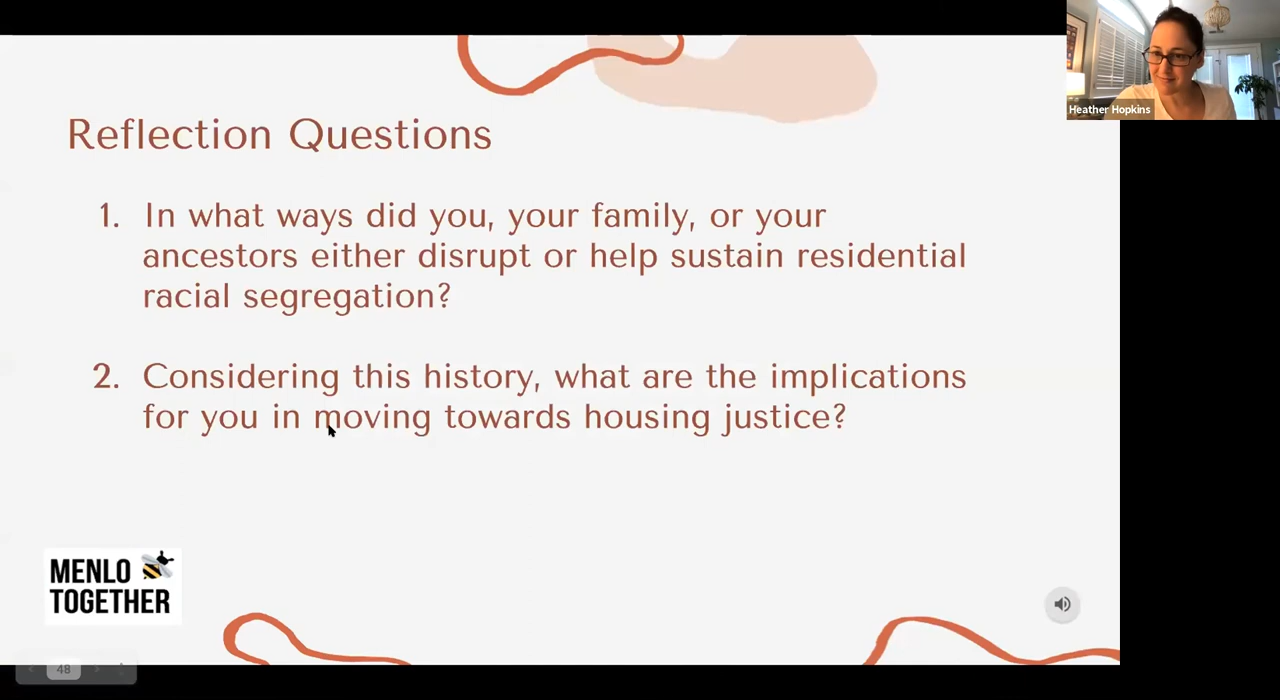 Heather Hopkins
Reflection Questions
1. In what ways did you, your family, or your
ancestors either disrupt or help sustain residential
racial segregation?
2. Considering this history, what are the implications
for you in moving towards housing justice?
MENLO
TOGETHER
48